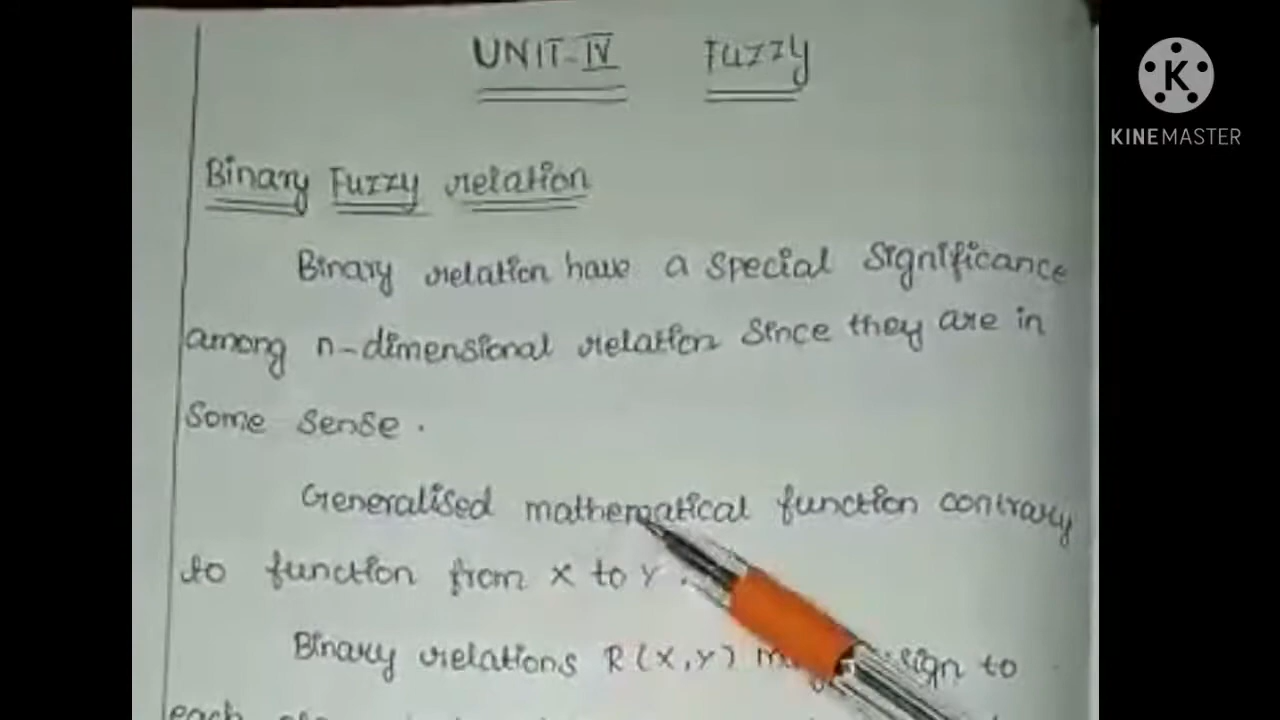 UNIT-IV Fuzzy
Binary Fuzzy relation
Binary relation have a special significance
among n-dimensional relation since they are in
some sense.
Generalised mathematical function contrary
to function from X to Y.
Binary relations R(X,Y) to
each
KINEMASTER